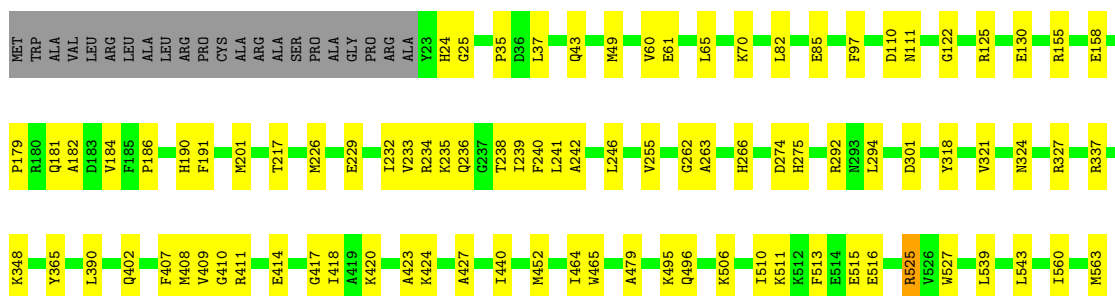 MET TRP ALA VAL LEU ARG LEU ALA LEU ARG PRO CYS ALA ARG ALA SER PRO ALA GLY PRO ARG ALA Y23 H24 G25 P35 D36 L37 Q43 M49 V60 E61 L65 K70 L82 E85 F97 D110 N111 G122 R125 E130 R155 E158
P179 R180 Q181 A182 D183 V184 F185 P186 H190 F191 M201 T217 M226 E229 I232 V233 R234 K235 Q236 G237 T238 I239 F240 L241 A242 L246 V255 G262 A263 H266 D274 H275 R292 N293 L294 D301 Y318 V321 N324 R327 R337
K348 Y365 L390 Q402 F407 M408 V409 G410 R411 E414 G417 I418 A419 K420 A423 K424 A427 I440 M452 I464 W465 A479 K495 Q496 K506 I510 K511 K512 F513 E514 E515 E516 R525 V526 W527 L539 L543 I560 M563